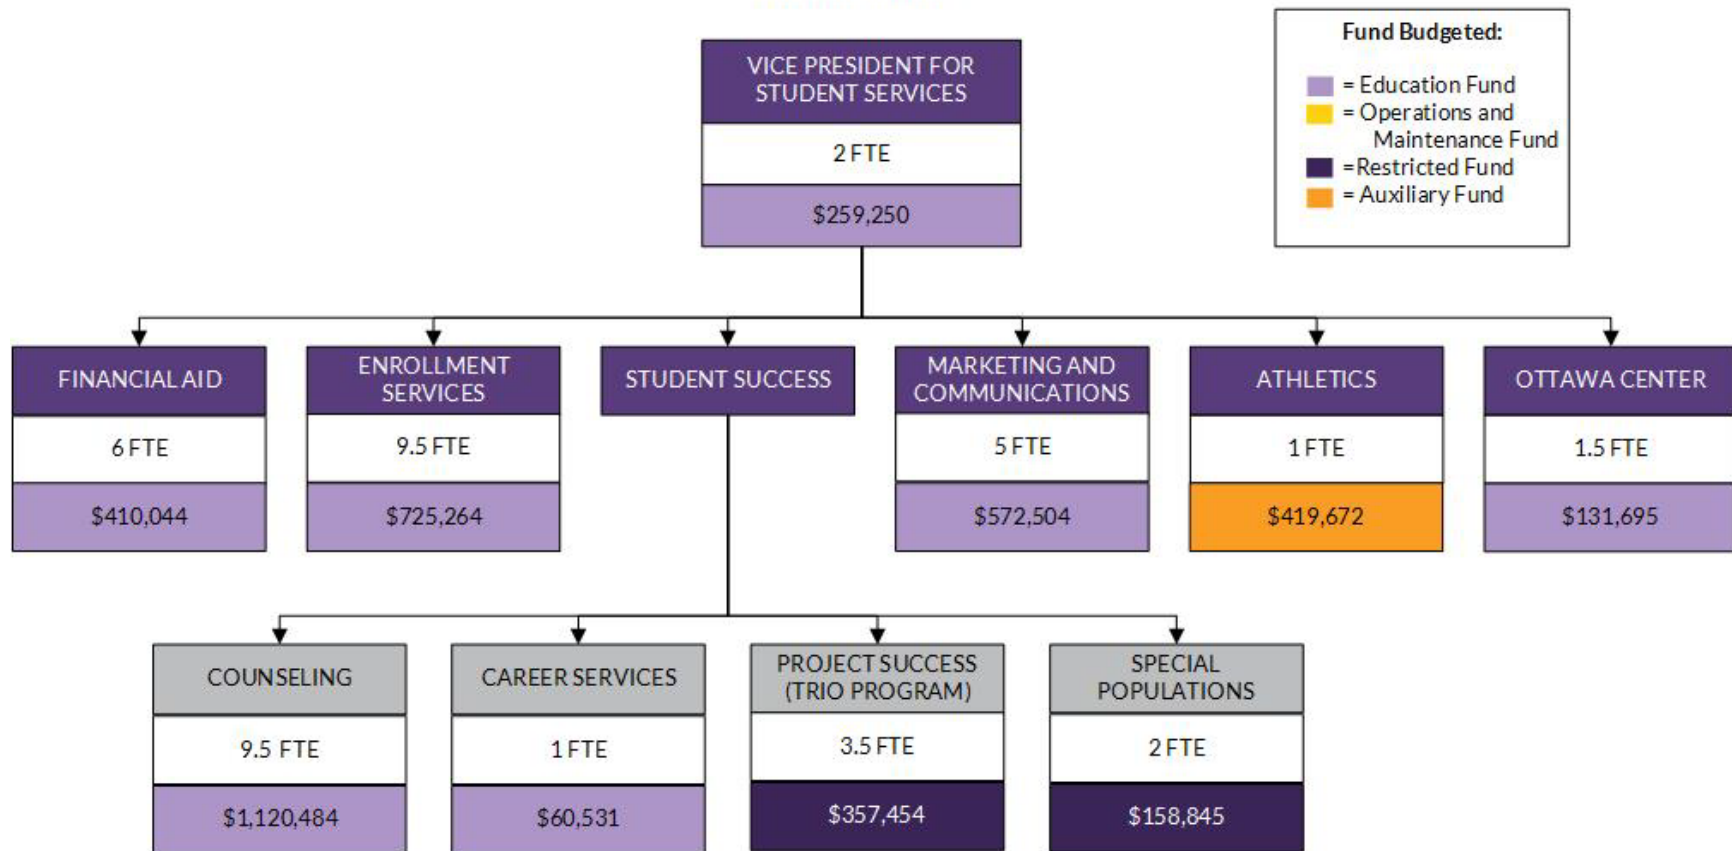 Fund Budgeted:
= Education Fund
= Operations and
Maintenance Fund
=Restricted Fund
= Auxiliary Fund
VICE PRESIDENT FOR
STUDENT SERVICES
2 FTE
$259,250
FINANCIAL AID
6 FTE
$410,044
ENROLLMENT
SERVICES
9.5 FTE
$725,264
STUDENT SUCCESS
MARKETING AND
COMMUNICATIONS
5 FTE
$572,504
ATHLETICS
1 FTE
$419,672
OTTAWA CENTER
1.5 FTE
$131,695
COUNSELING
9.5 FTE
$1,120,484
CAREER SERVICES
1 FTE
$60,531
PROJECT SUCCESS
(TRIO PROGRAM)
3.5 FTE
$357,454
SPECIAL
POPULATIONS
2 FTE
$158,845